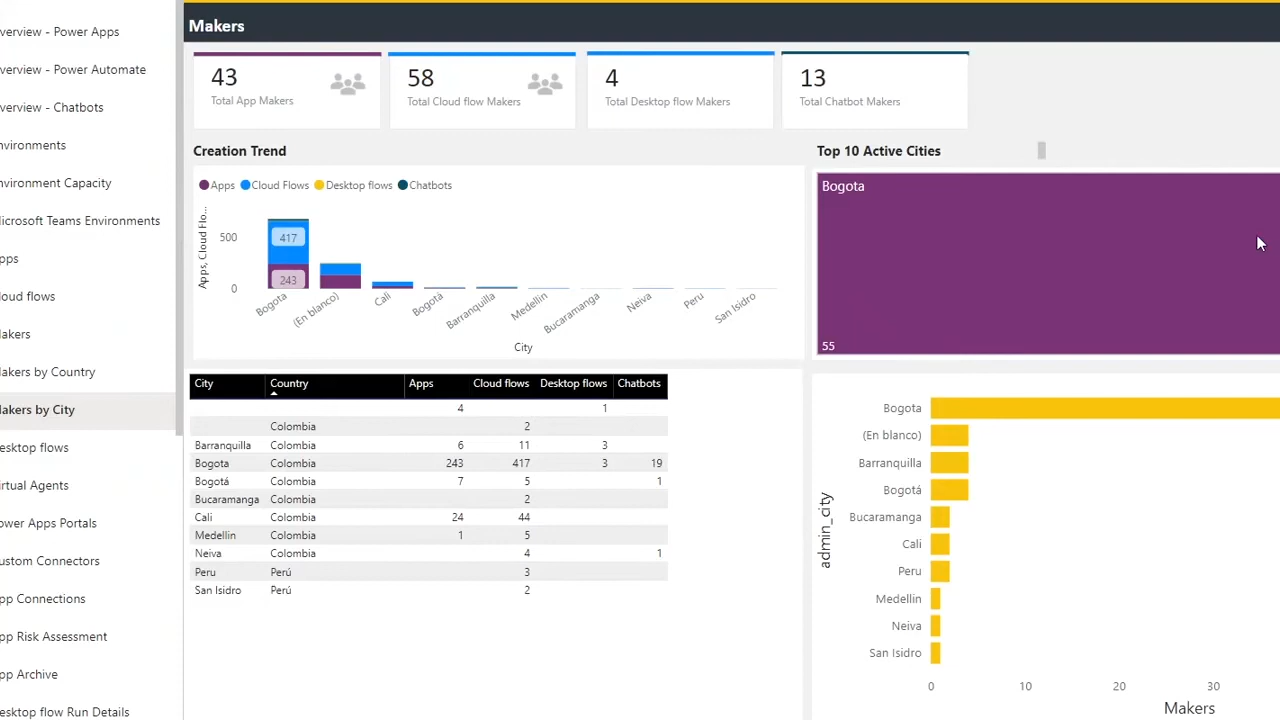 verview - Power Apps
verview - Power Automate
verview - Chatbots
nvironments
nvironment Capacity
licrosoft Teams Environments
pps
loud flows
lakers
lakers by Country
lakers by City
esktop flows
irtual Agents
ower Apps Portals
ustom Connectors
pp Connections
pp Risk Assessment
pp Archive
esktop flow Run Details
Makers
43
Total App Makers
58
Total Cloud flow Makers
4
Total Desktop flow Makers
13
Total Chatbot Makers
Creation Trend
Apps Cloud Flows Desktop flows Chatbots
Apps, Cloud Flo...
500
0
417
243
Bogota
(En blanco)
Cali
Bogotá
Barranquilla
Medellin
Bucaramanga
Neiva
Peru
San Isidro
City
Top 10 Active Cities
Bogota
55
City Country Apps Cloud flows Desktop flows Chatbots
4 1
Colombia 2
Barranquilla Colombia 6 11 3
Bogota Colombia 243 417 3 19
Bogotá Colombia 7 5 1
Bucaramanga Colombia 2
Cali Colombia 24 44
Medellin Colombia 1 5
Neiva Colombia 4 1
Peru Perú 3
San Isidro Perú 2
admin_city
Bogota
(En blanco)
Barranquilla
Bogotá
Bucaramanga
Cali
Peru
Medellin
Neiva
San Isidro
0 10 20 30
Makers